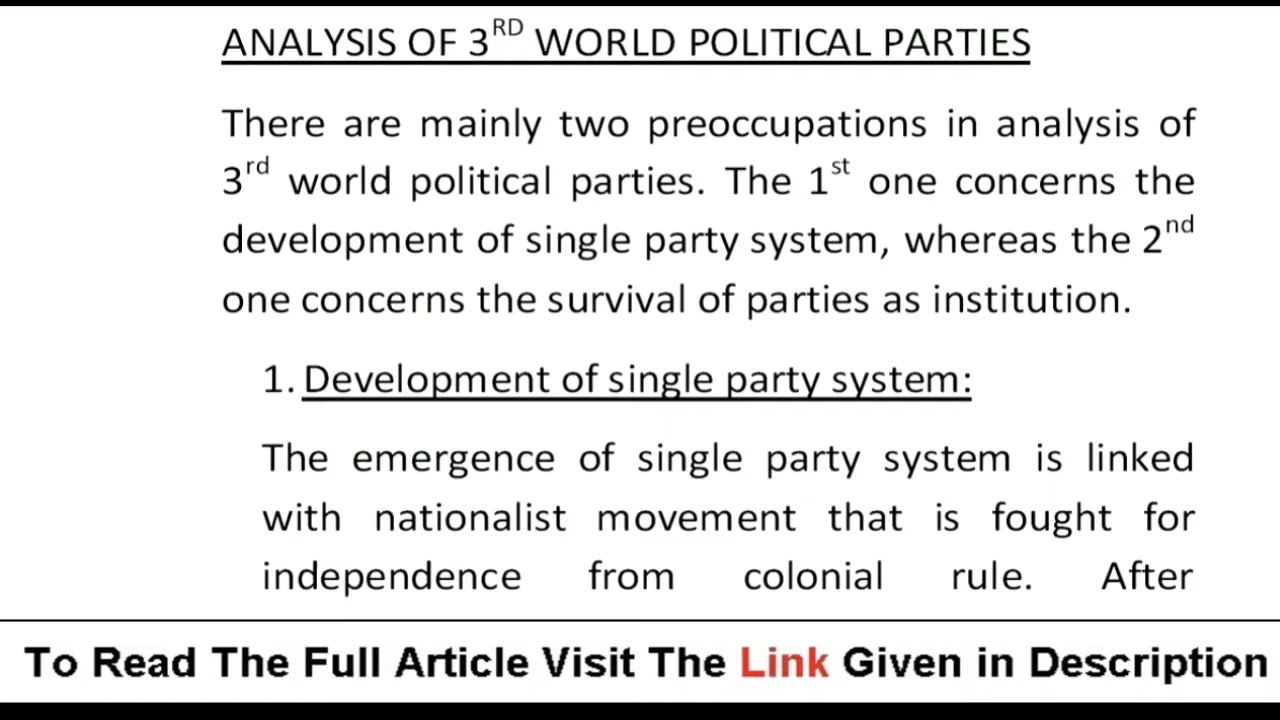 ANALYSIS OF 3RD WORLD POLITICAL PARTIES
There are mainly two preoccupations in analysis of
3rd world political parties. The 1st one concerns the
development of single party system, whereas the 2nd
one concerns the survival of parties as institution.
1. Development of single party system:
The emergence of single party system is linked
with nationalist movement that is fought for
independence from colonial rule. After
To Read The Full Article Visit The Link Given in Description